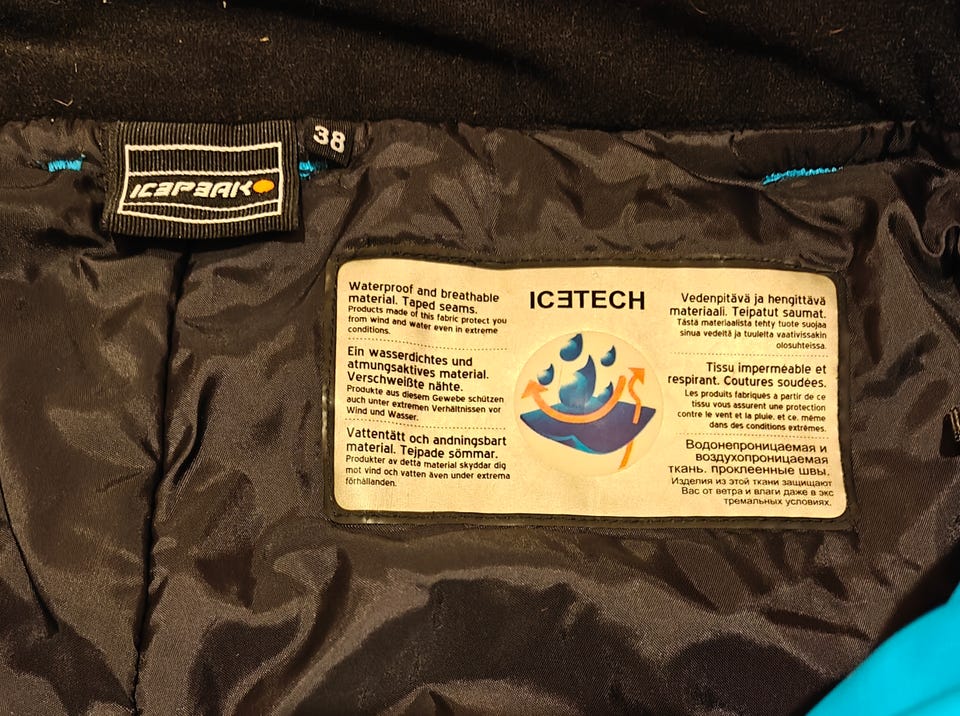 ICEPEAK
38
Waterproof and breathable
material. Taped seams.
Products made of this fabric protect you
from wind and water even in extreme
conditions.
Ein wasserdichtes und
atmungsaktives material.
Verschweißte nähte.
Produkte aus diesem Gewebe schützen
auch unter extremen Verhältnissen vor
Wind und Wasser.
Vattentätt och andningsbart
material. Tejpade sömmar.
Produkter av detta material skyddar dig
mot vind och vatten även under extrema
förhållanden.
ICETECH
Vedenpitävä ja hengittävä
materiaali. Teipatut saumat.
Tästä materiaalista tehty tuote suojaa
sinua vedeltä ja tuulelta vaativissakin
olosuhteissa.
Tissu imperméable et
respirant. Coutures soudées.
Les produits fabriqués à partir de ce
tissu vous assurent une protection
contre le vent et la pluie, et ce, même
dans des conditions extrêmes.
Водонепроницаемая и
воздухопроницаемая
ткань. проклеенные швы.
Изделия из этой ткани защищают
Вас от ветра и влаги даже в экс
тремальных условиях.